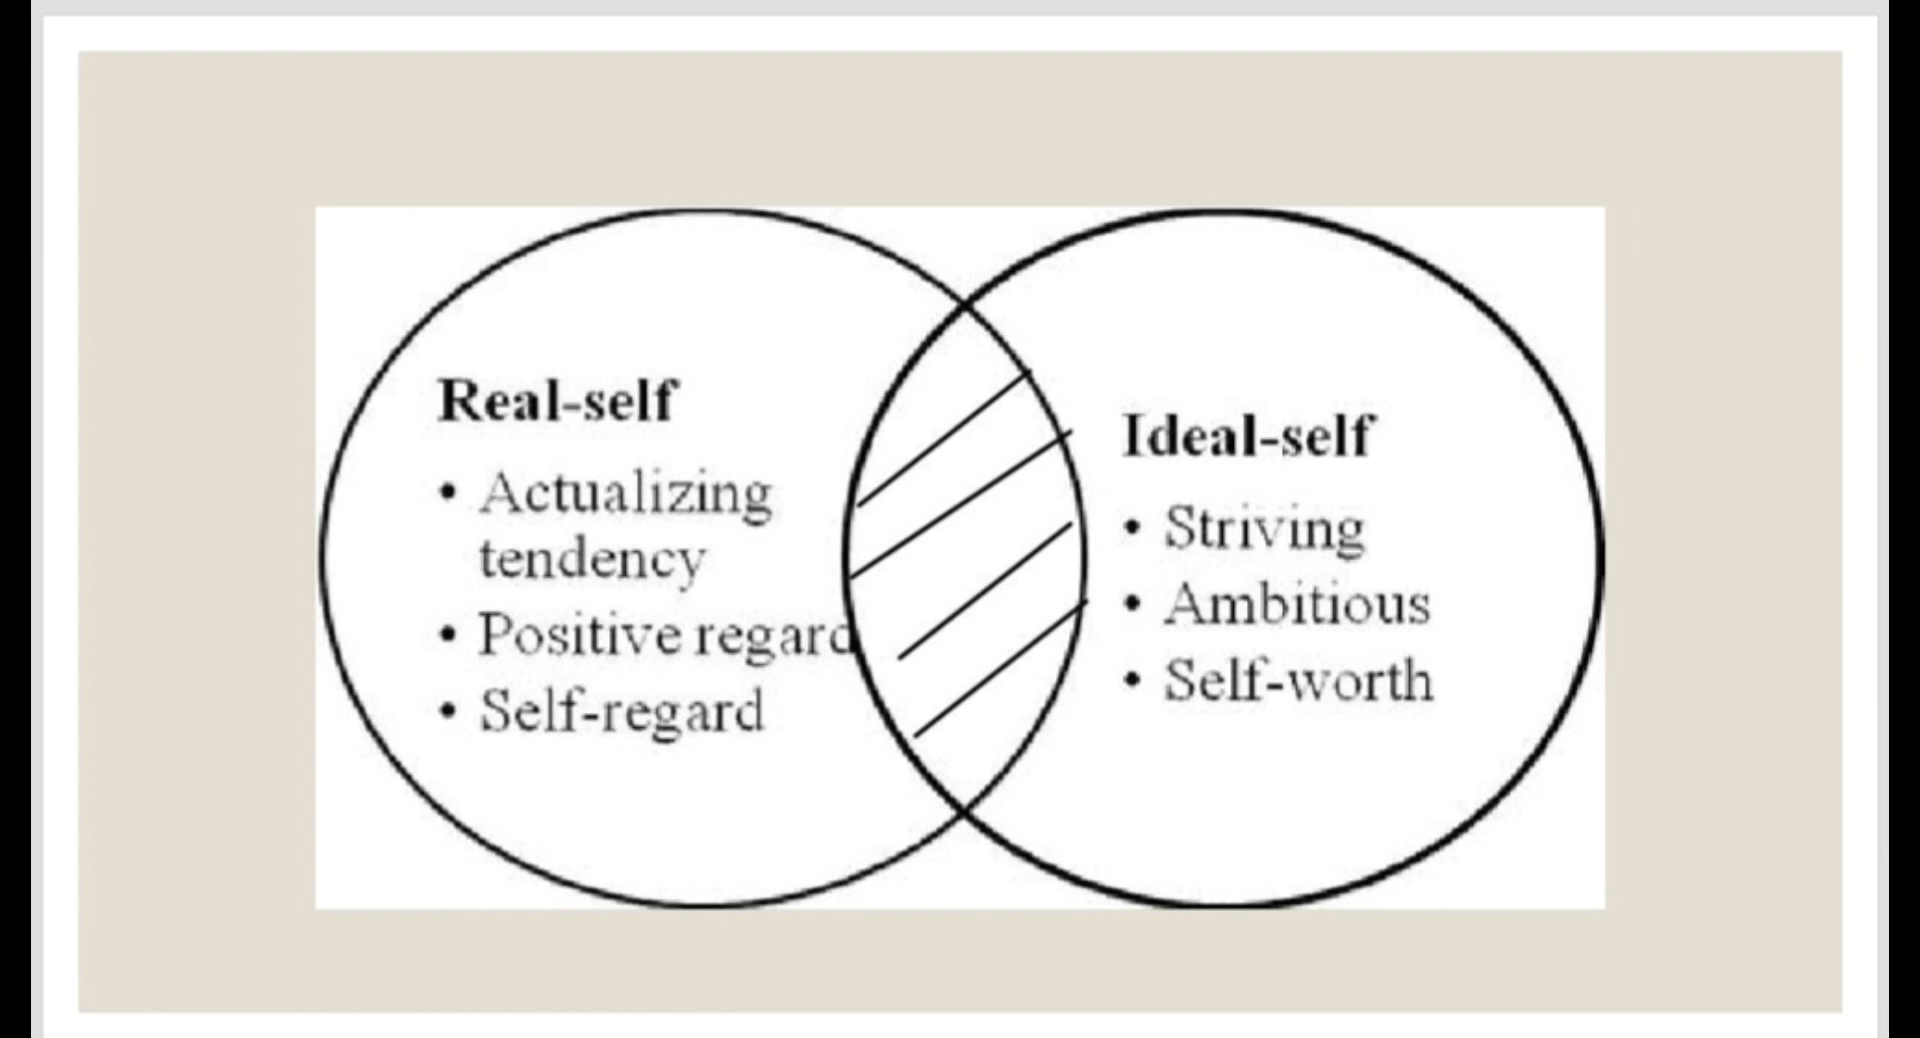 Real-self
• Actualizing
tendency
• Positive regard
• Self-regard
Ideal-self
• Striving
• Ambitious
• Self-worth